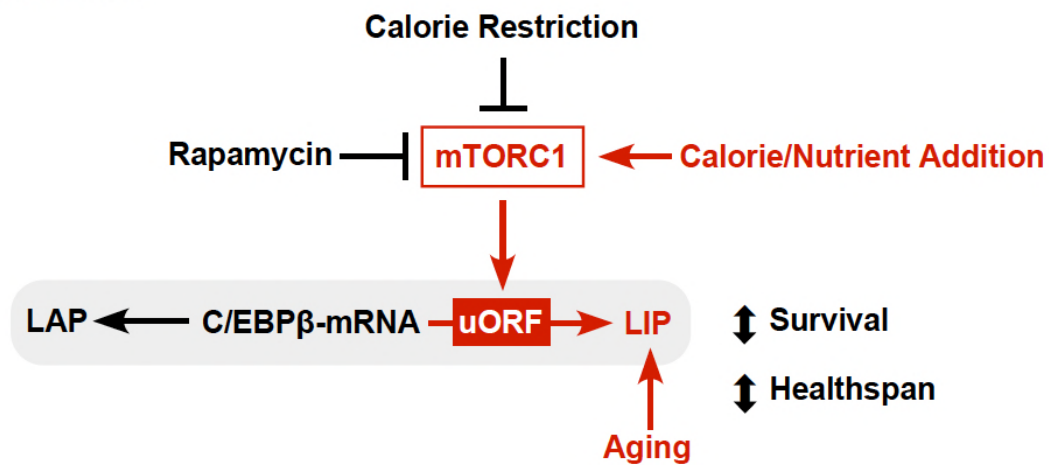 Calorie Restriction
Rapamycin mTORC1 Calorie/Nutrient Addition
LAP C/EBPβ-mRNA uORF LIP Survival
Healthspan
Aging